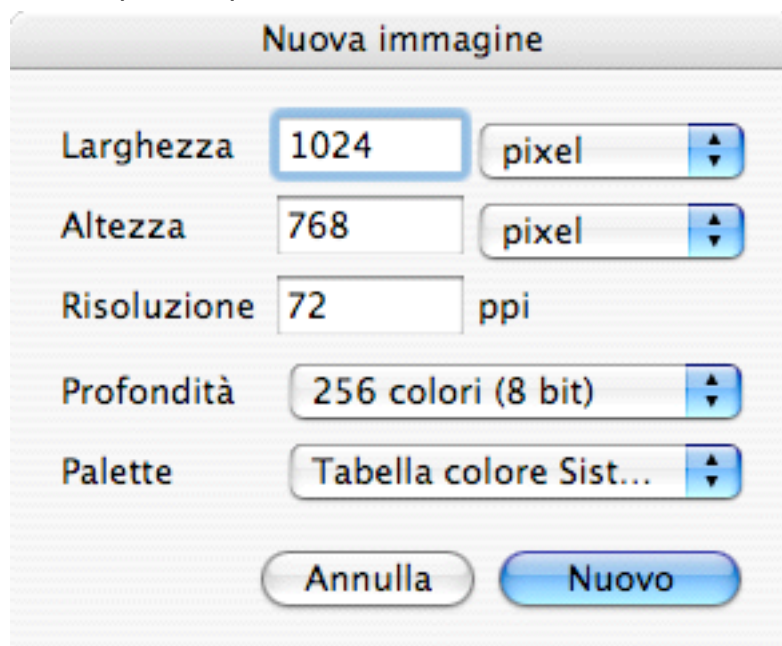 Nuova immagine
Larghezza 1024 pixel
Altezza 768 pixel
Risoluzione 72 ppi
Profondità 256 colori (8 bit)
Palette Tabella colore Sist...
Annulla Nuovo